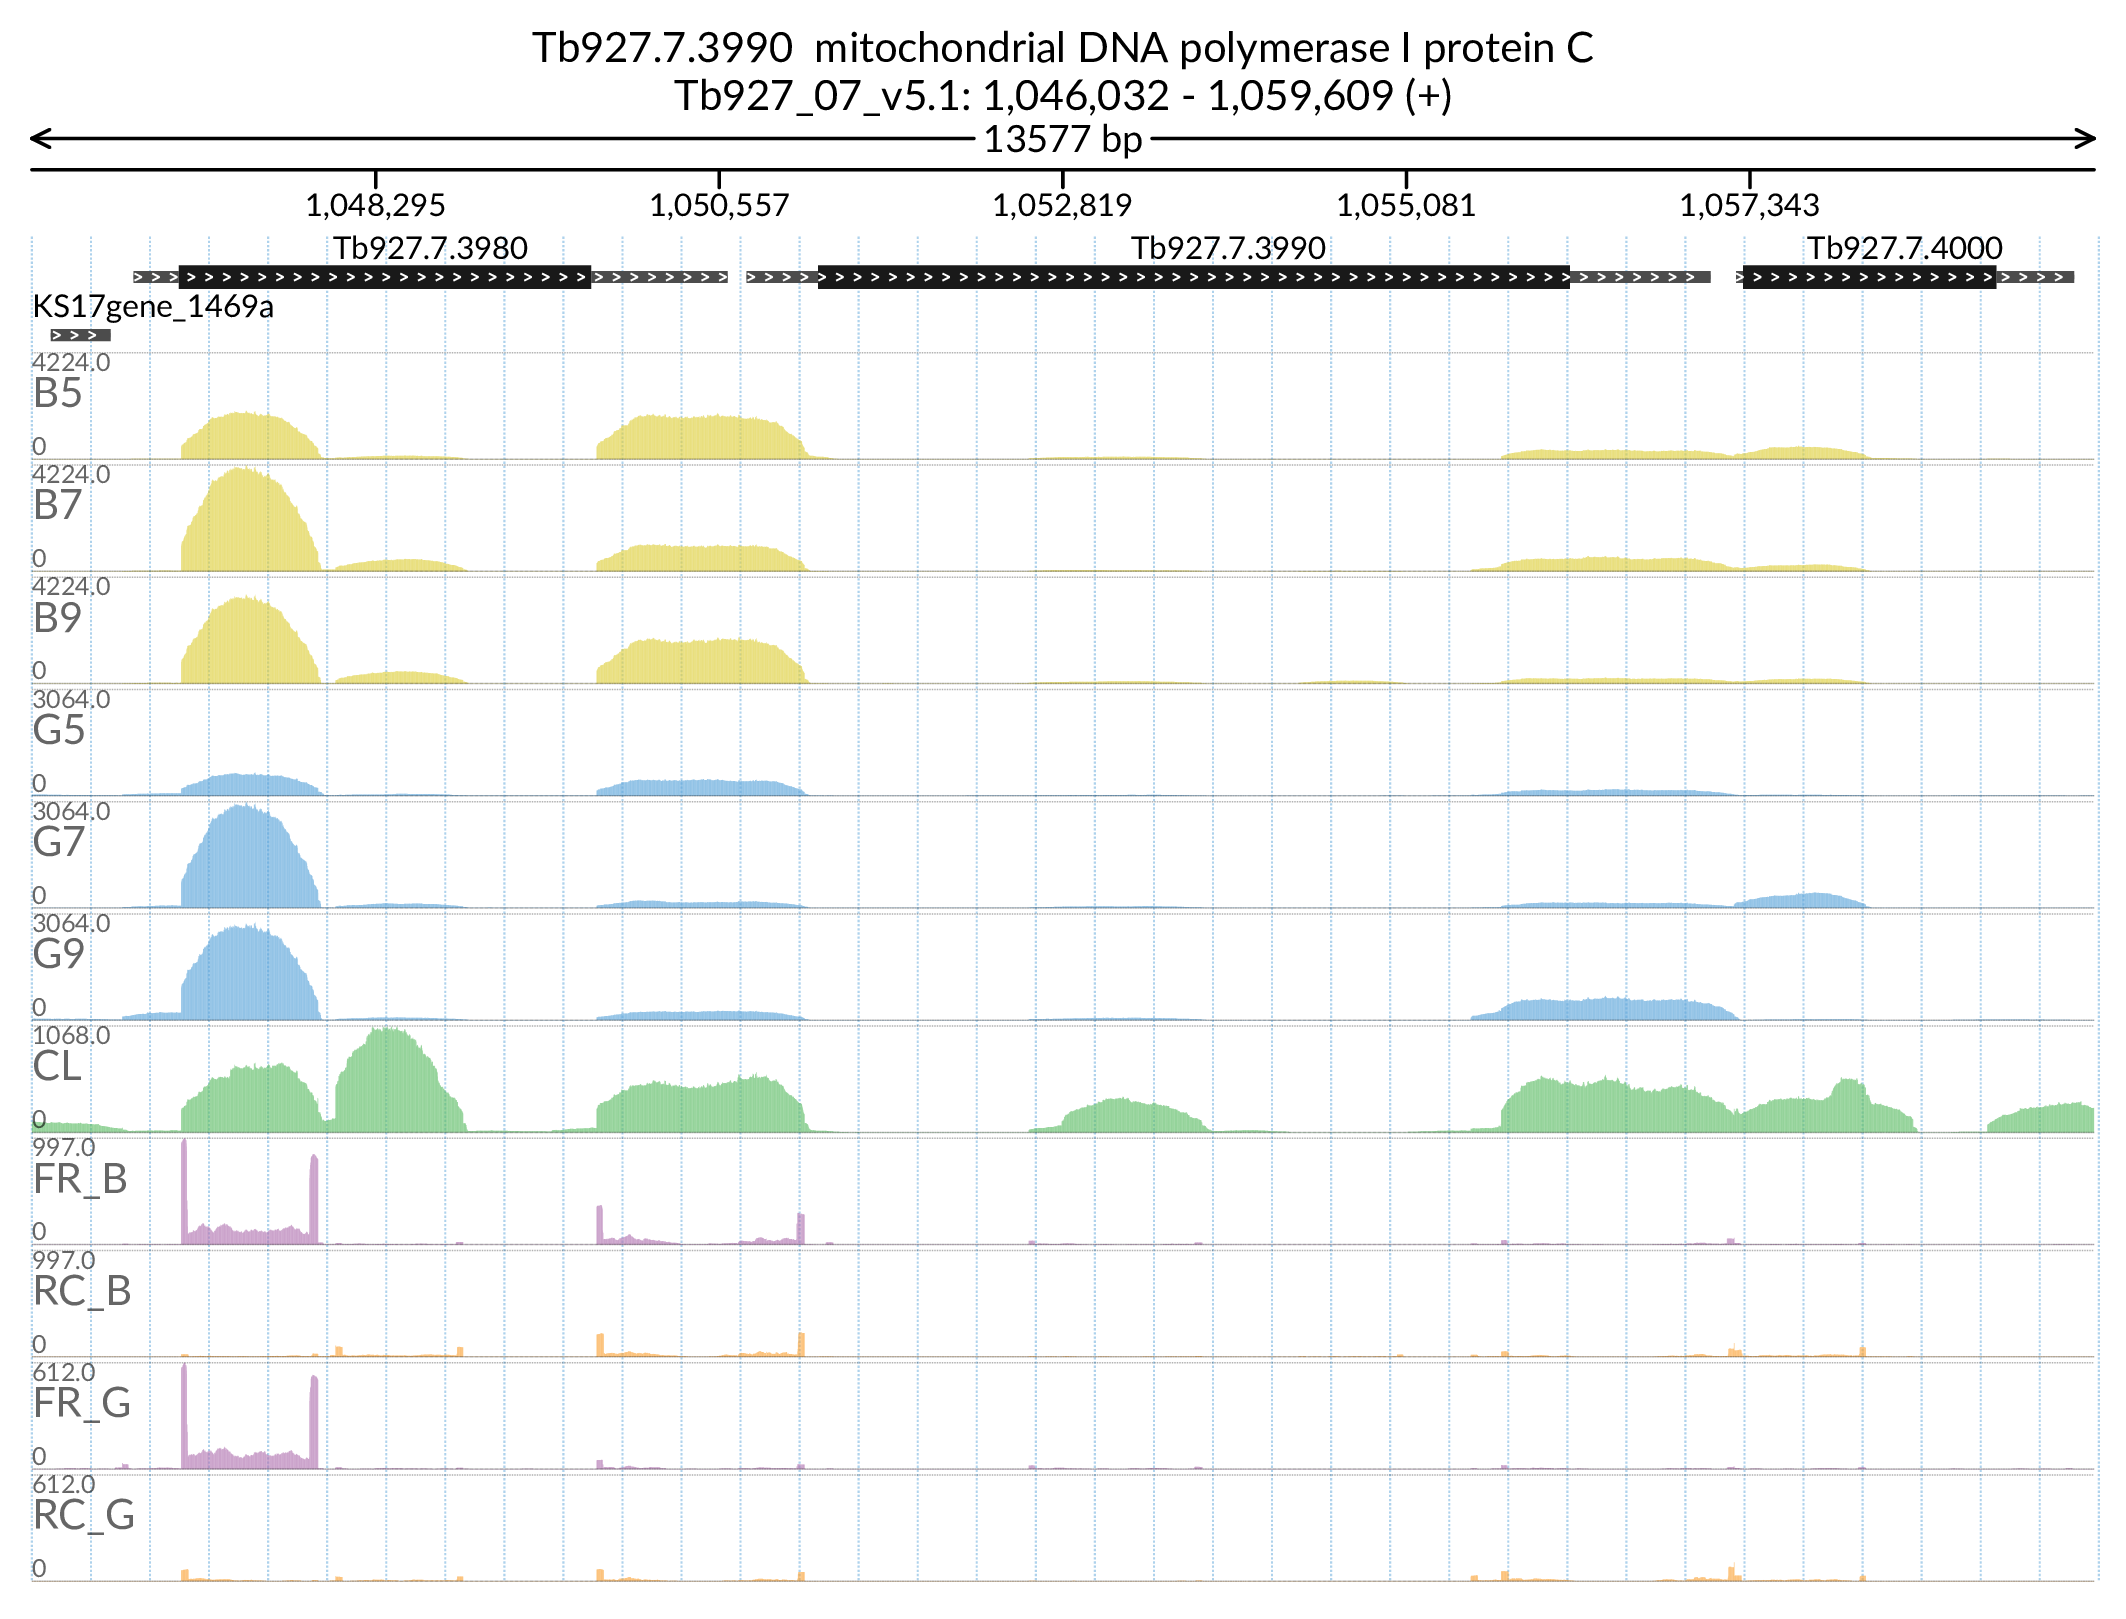 Tb927.7.3990  mitochondrial DNA polymerase I protein C
Tb927_07_v5.1: 1,046,032 - 1,059,609 (+)
13577 bp
1,048,295 1,050,557 1,052,819 1,055,081 1,057,343
Tb927.7.3980 Tb927.7.3990 Tb927.7.4000
KS17gene_1469a
4224.0
B5
0
4224.0
B7
0
4224.0
B9
0
3064.0
G5
0
3064.0
G7
0
3064.0
G9
0
1068.0
CL
0
997.0
FR_B
0
997.0
RC_B
0
612.0
FR_G
0
612.0
RC_G
0